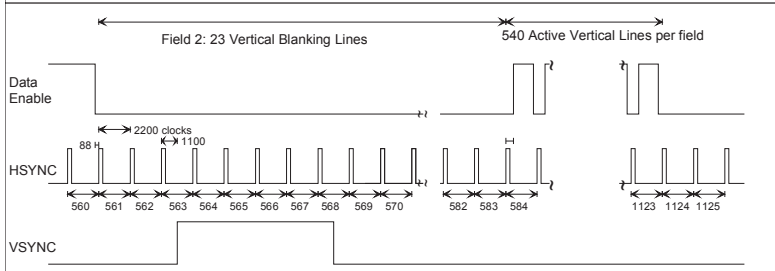 Field 2: 23 Vertical Blanking Lines
540 Active Vertical Lines per field
Data
Enable
2200 clocks
88
1100
HSYNC
560 561 562 563 564 565 566 567 568 569 570 582 583 584 1123 1124 1125
VSYNC